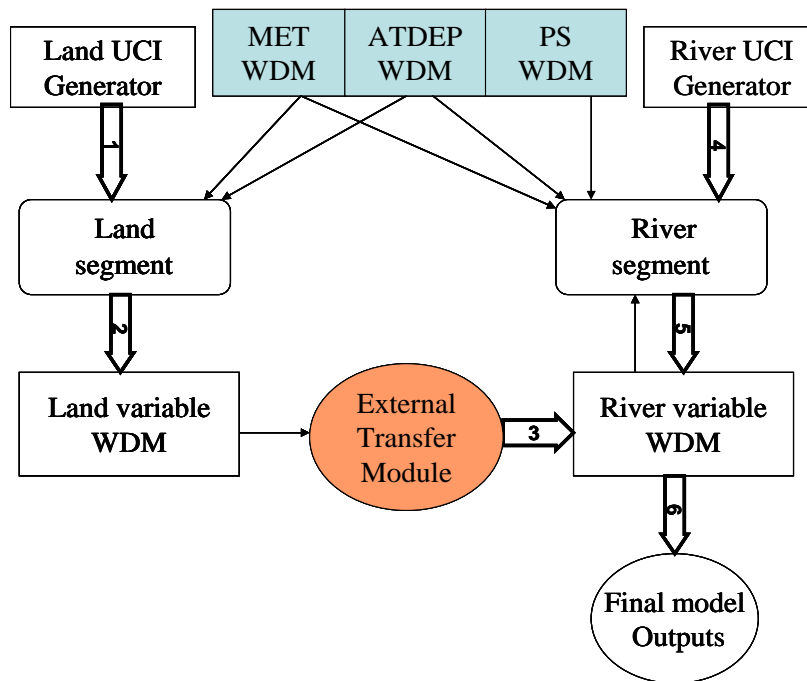 Land UCI
Generator
MET
WDM
ATDEP
WDM
PS
WDM
River UCI
Generator
1
4
Land
segment
River
segment
2
5
Land variable
WDM
External
Transfer
Module
3
River variable
WDM
6
Final model
Outputs